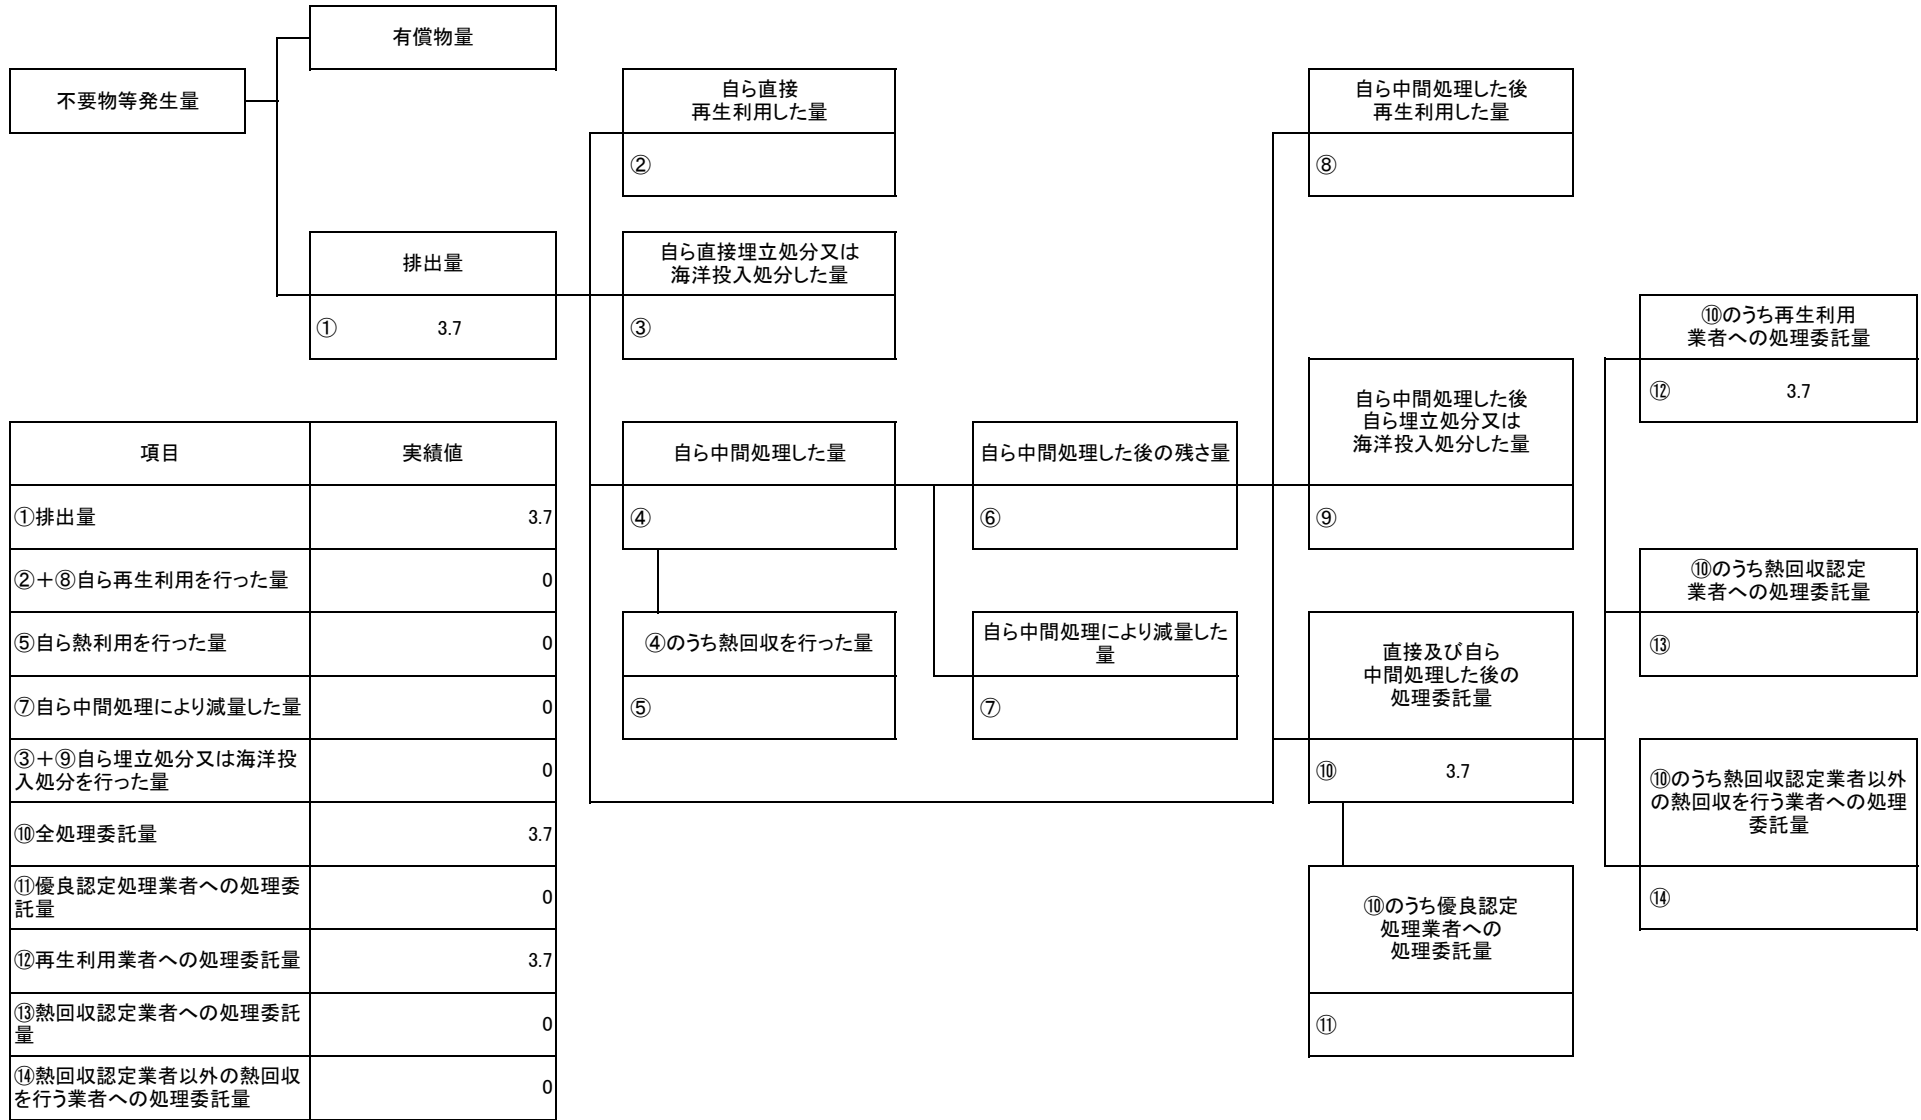 有償物量
不要物等発生量
自ら直接
再生利用した量
②
自ら中間処理した後
再生利用した量
⑧
排出量
① 3.7
自ら直接埋立処分又は
海洋投入処分した量
③
⑩のうち再生利用
業者への処理委託量
⑫ 3.7
自ら中間処理した後
自ら埋立処分又は
海洋投入処分した量
⑨
自ら中間処理した量
④
自ら中間処理した後の残さ量
⑥
⑩のうち熱回収認定
業者への処理委託量
⑬
④のうち熱回収を行った量
⑤
自ら中間処理により減量した
量
⑦
直接及び自ら
中間処理した後の
処理委託量
⑩ 3.7
⑩のうち熱回収認定業者以外
の熱回収を行う業者への処理
委託量
⑭
⑩のうち優良認定
処理業者への
処理委託量
⑪
項目 実績値
①排出量 3.7
②+⑧自ら再生利用を行った量 0
⑤自ら熱利用を行った量 0
⑦自ら中間処理により減量した量 0
③+⑨自ら埋立処分又は海洋投
入処分を行った量 0
⑩全処理委託量 3.7
⑪優良認定処理業者への処理委
託量 0
⑫再生利用業者への処理委託量 3.7
⑬熱回収認定業者への処理委託
量 0
⑭熱回収認定業者以外の熱回収
を行う業者への処理委託量 0